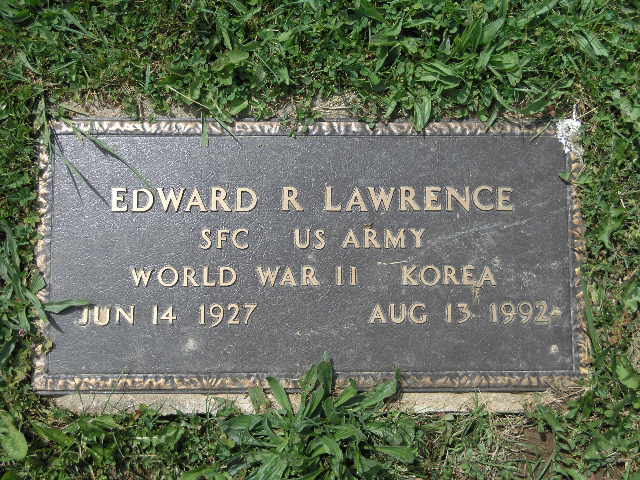 EDWARD R LAWRENCE
SFC US ARMY
WORLD WAR II KOREA
JUN 14 1927 AUG 13 1992